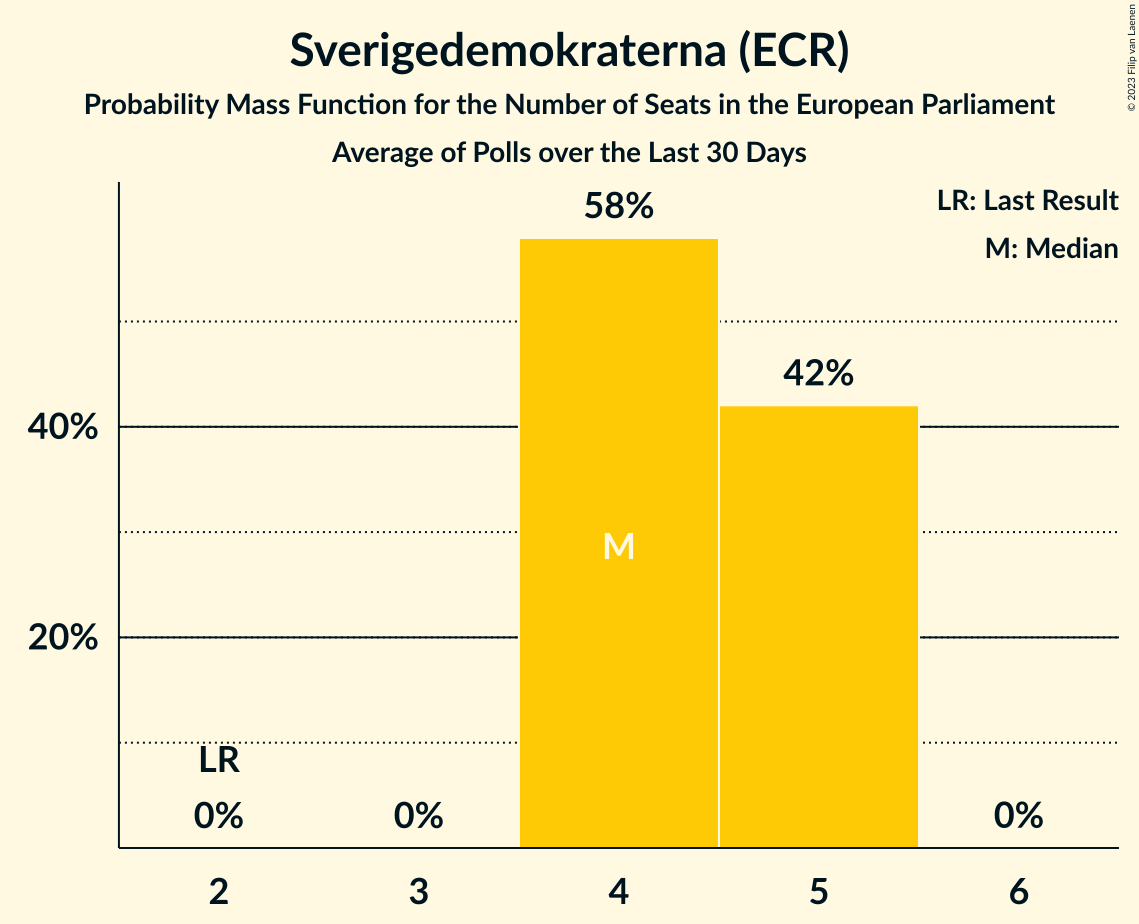 Sverigedemokraterna (ECR)
Probability Mass Function for the Number of Seats in the European Parliament
Average of Polls over the Last 30 Days
© 2023 Filip van Laenen
LR: Last Result
M: Median
58%
42%
40%
M
20%
LR
0%
0%
0%
2
3
4
5
6